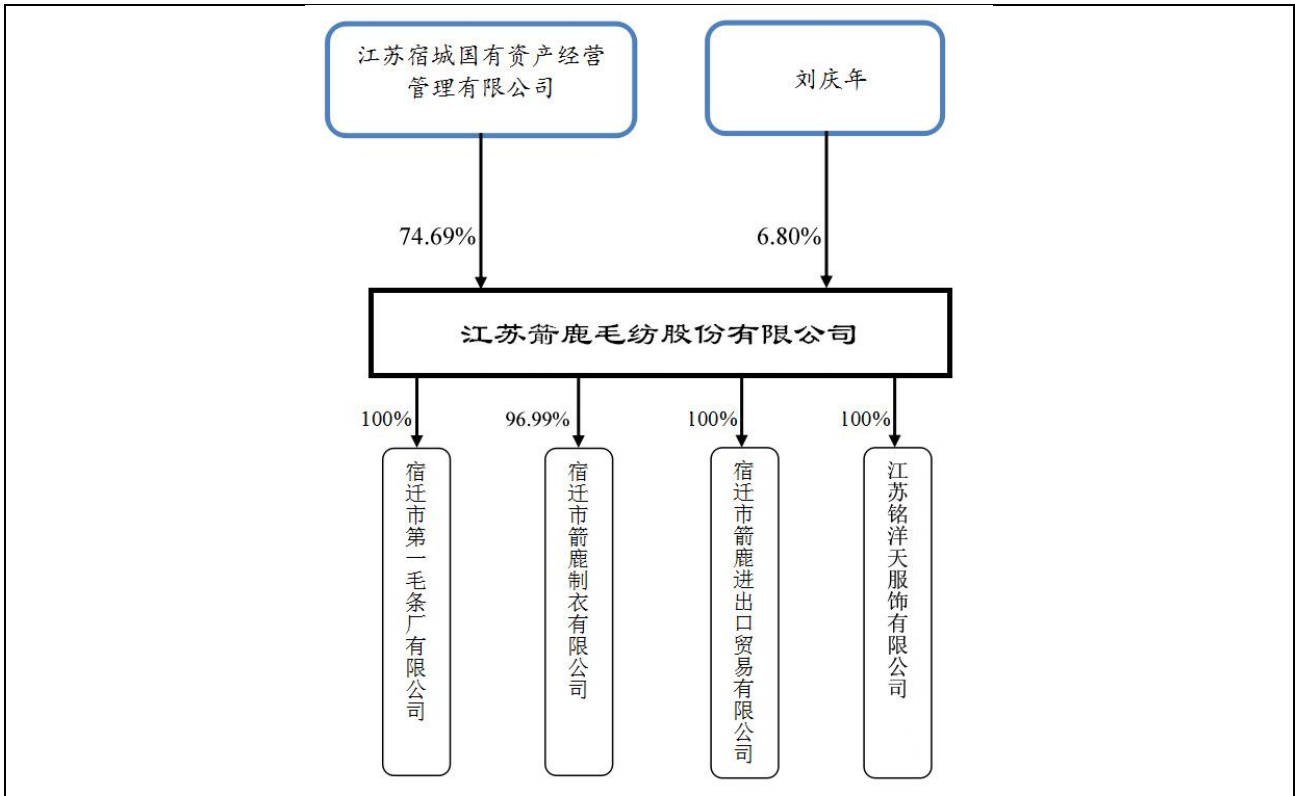 江苏宿城国有资产经营
管理有限公司
刘庆年
74.69%
6.80%
江苏箭鹿毛纺股份有限公司
100%
96.99%
100%
100%
宿迁市第一毛条厂有限公司
宿迁市箭鹿制衣有限公司
宿迁市箭鹿进出口贸易有限公司
江苏铭洋天服饰有限公司